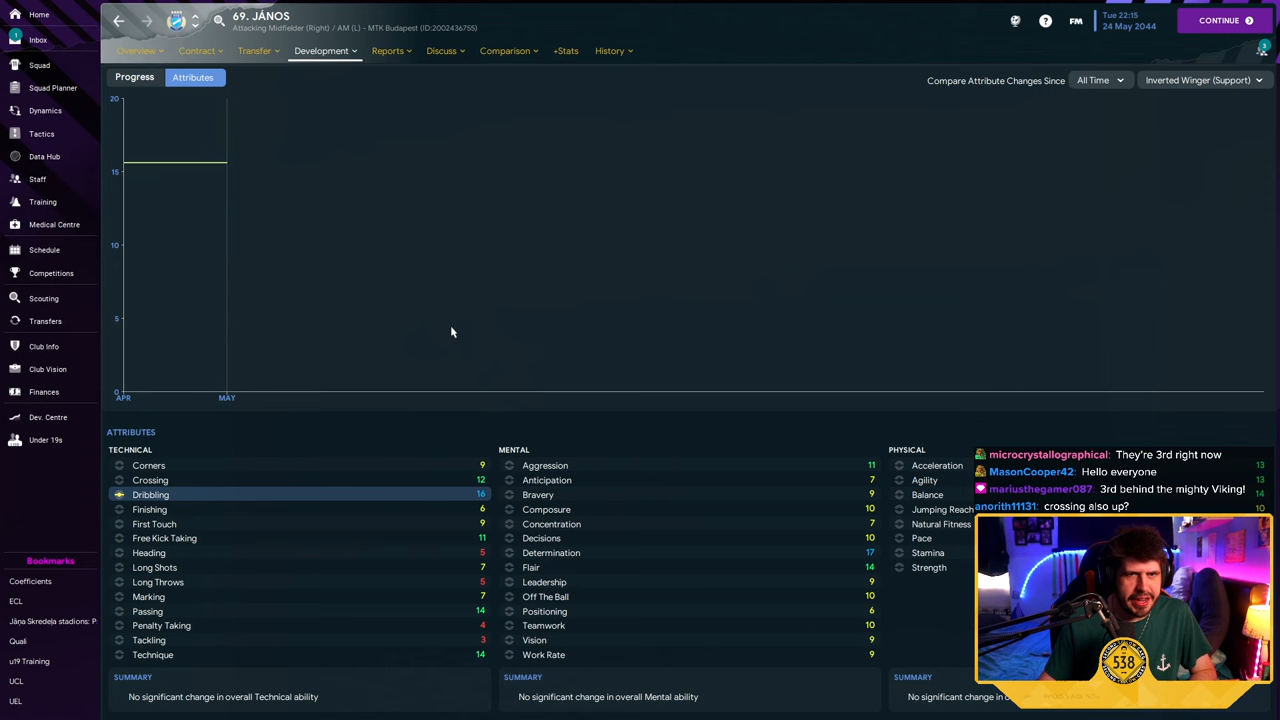 Home
69. JÁNOS
Attacking Midfielder (Right) / AM (L) - MTK Budapest (ID:2002436755)
FM
Tue 22:15
24 May 2044
CONTINUE
1
Inbox
3
Overview
Contract
Transfer
Development
Reports
Discuss
Comparison
+Stats
History
Squad
Squad Planner
Dynamics
Tactics
Data Hub
Staff
Training
Medical Centre
Schedule
Competitions
Scouting
Transfers
Club Info
Club Vision
Finances
Dev. Centre
Under 19s
Bookmarks
Coefficients
ECL
Jāņa Skredeļa stadions: P
Quali
u19 Training
UCL
UEL
Progress
Attributes
Compare Attribute Changes Since
All Time
Inverted Winger (Support)
20
15
10
5
0
APR
MAY
ATTRIBUTES
TECHNICAL
Corners 9
Crossing 12
Dribbling 16
Finishing 6
First Touch 9
Free Kick Taking 11
Heading 5
Long Shots 7
Long Throws 5
Marking 7
Passing 14
Penalty Taking 4
Tackling 3
Technique 14
MENTAL
Aggression 11
Anticipation 7
Bravery 9
Composure 10
Concentration 7
Decisions 10
Determination 17
Flair 14
Leadership 9
Off The Ball 10
Positioning 6
Teamwork 10
Vision 9
Work Rate 9
PHYSICAL
Acceleration 13
Agility 13
Balance 14
Jumping Reach 10
Natural Fitness
Pace
Stamina
Strength
SUMMARY
No significant change in overall Technical ability
SUMMARY
No significant change in overall Mental ability
SUMMARY
No significant change in o
microcrystallographical: They're 3rd right now
MasonCooper42: Hello everyone
mariusthegamer087: 3rd behind the mighty Viking!
anorith11131: crossing also up?
538